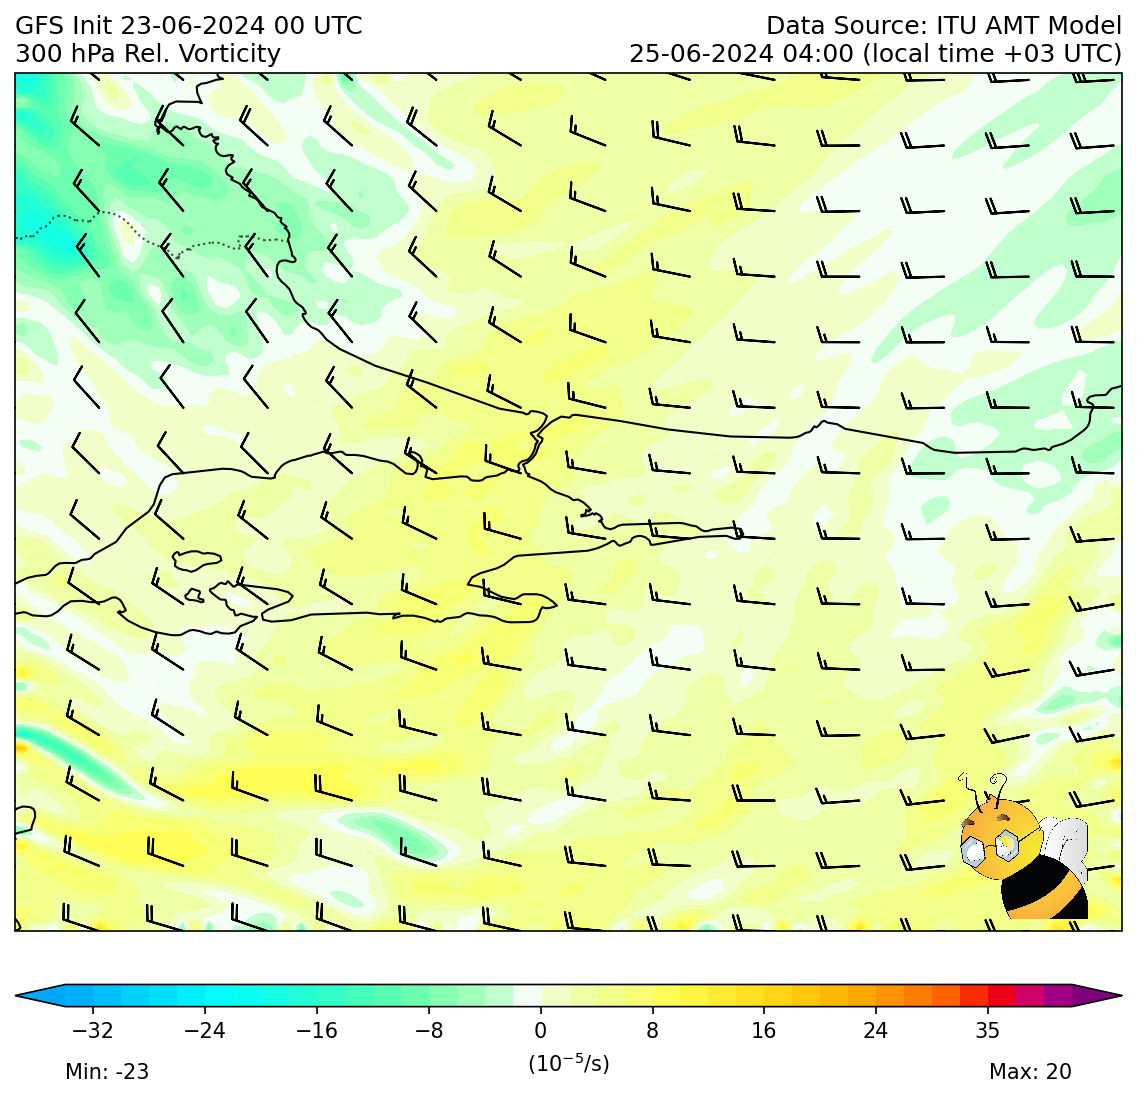 GFS Init 23-06-2024 00 UTC
Data Source: ITU AMT Model
300 hPa Rel. Vorticity
25-06-2024 04:00 (local time +03 UTC)
−32 −24 −16 −8 0 8 16 24 35
(10⁻⁵/s)
Min: -23
Max: 20